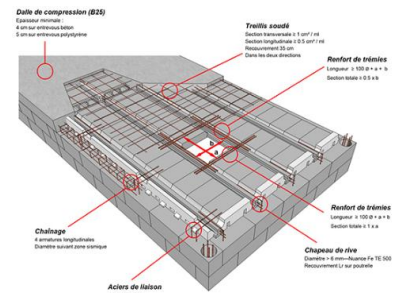 Dalle de compression (B25)
Epaisseur minimale :
4 cm sur entrevous béton
5 cm sur entrevous polystyrène
Treillis soudé
Section transversale ≥ 1 cm² / ml
Section longitudinale ≥ 0.5 cm² / ml
Recouvrement 35 cm
Dans les deux directions
Renfort de trémies
Longueur ≥ 100 Ø + a + b
Section totale ≥ 0.5 x b
b
a
Renfort de trémies
Longueur ≥ 100 Ø + a + b
Section totale ≥ 1 x a
Chaînage
4 armatures longitudinales
Diamètre suivant zone sismique
Chapeau de rive
Diamètre > 6 mm—Nuance Fe TE 500
Recouvrement Lr sur poutrelle
Aciers de liaison